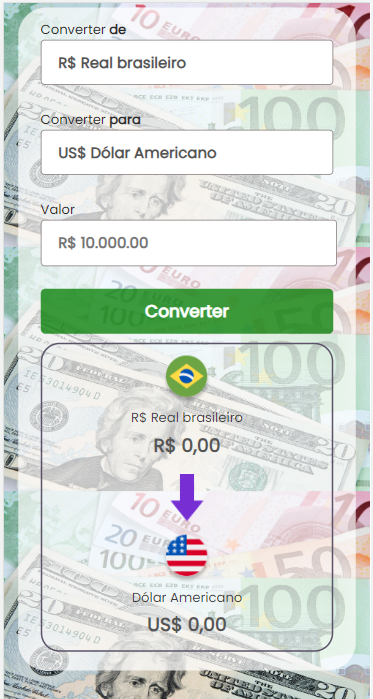 Converter de
R$ Real brasileiro
Converter para
US$ Dólar Americano
Valor
R$ 10.000.00
Converter
R$ Real brasileiro
R$ 0,00
Dólar Americano
US$ 0,00